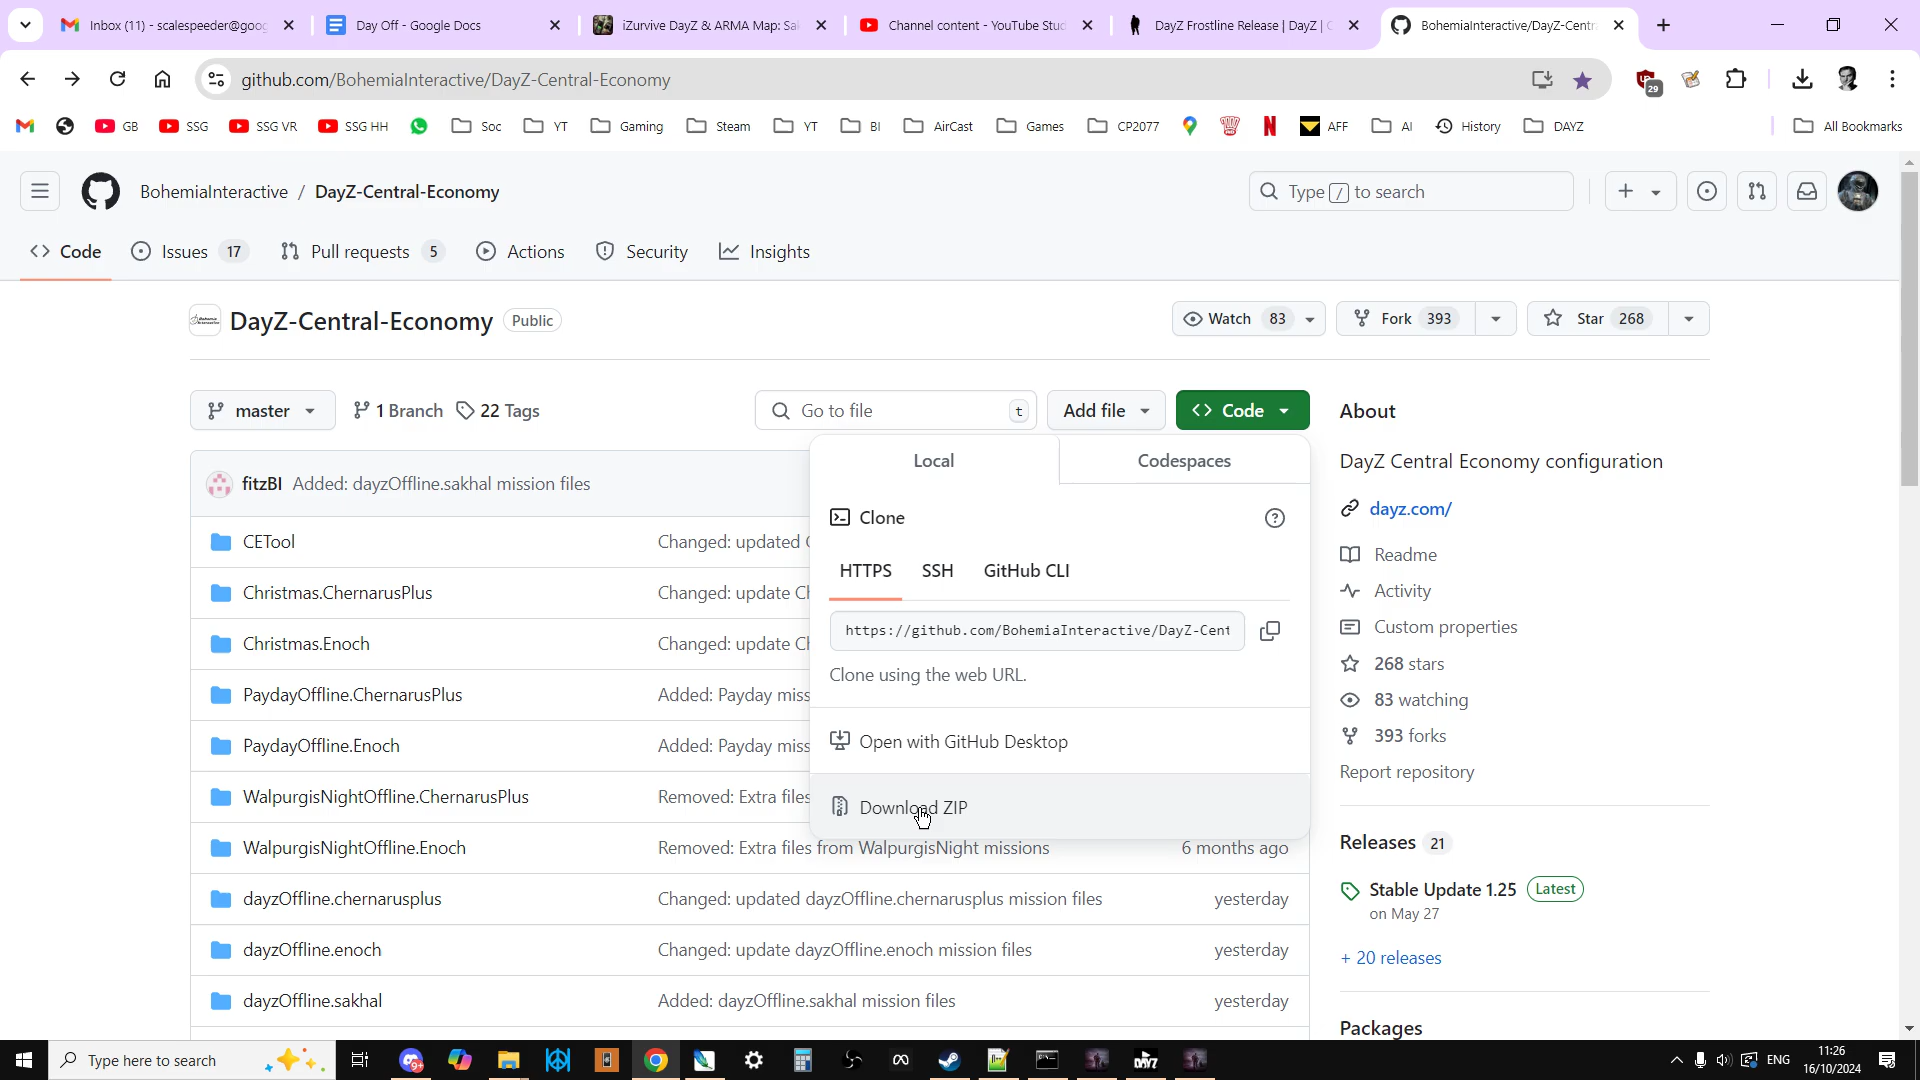 Inbox (11) - scalespeeder@goog
Day Off - Google Docs
iZurvive DayZ & ARMA Map: Sa
Channel content - YouTube Stud
DayZ Frostline Release | DayZ | C
BohemiaInteractive/DayZ-Centr
github.com/BohemiaInteractive/DayZ-Central-Economy
29
GB
SSG
SSG VR
SSG HH
Soc
YT
Gaming
Steam
YT
BI
AirCast
Games
CP2077
AFF
AI
History
DAYZ
All Bookmarks
BohemiaInteractive / DayZ-Central-Economy
Type / to search
Code
Issues 17
Pull requests 5
Actions
Security
Insights
DayZ-Central-Economy Public
Watch 83
Fork 393
Star 268
master
1 Branch
22 Tags
Go to file t
Add file
Code
fitzBI Added: dayzOffline.sakhal mission files
CETool Changed: updated
Christmas.ChernarusPlus Changed: update
Christmas.Enoch Changed: update
PaydayOffline.ChernarusPlus Added: Payday miss
PaydayOffline.Enoch Added: Payday miss
WalpurgisNightOffline.ChernarusPlus Removed: Extra files
WalpurgisNightOffline.Enoch Removed: Extra files from WalpurgisNight missions 6 months ago
dayzOffline.chernarusplus Changed: updated dayzOffline.chernarusplus mission files yesterday
dayzOffline.enoch Changed: update dayzOffline.enoch mission files yesterday
dayzOffline.sakhal Added: dayzOffline.sakhal mission files yesterday
Local
Codespaces
Clone
HTTPS
SSH
GitHub CLI
https://github.com/BohemiaInteractive/DayZ-Cent
Clone using the web URL.
Open with GitHub Desktop
Download ZIP
About
DayZ Central Economy configuration
dayz.com/
Readme
Activity
Custom properties
268 stars
83 watching
393 forks
Report repository
Releases 21
Stable Update 1.25 Latest
on May 27
+ 20 releases
Packages
Type here to search
DAYZ
ENG
11:26
16/10/2024